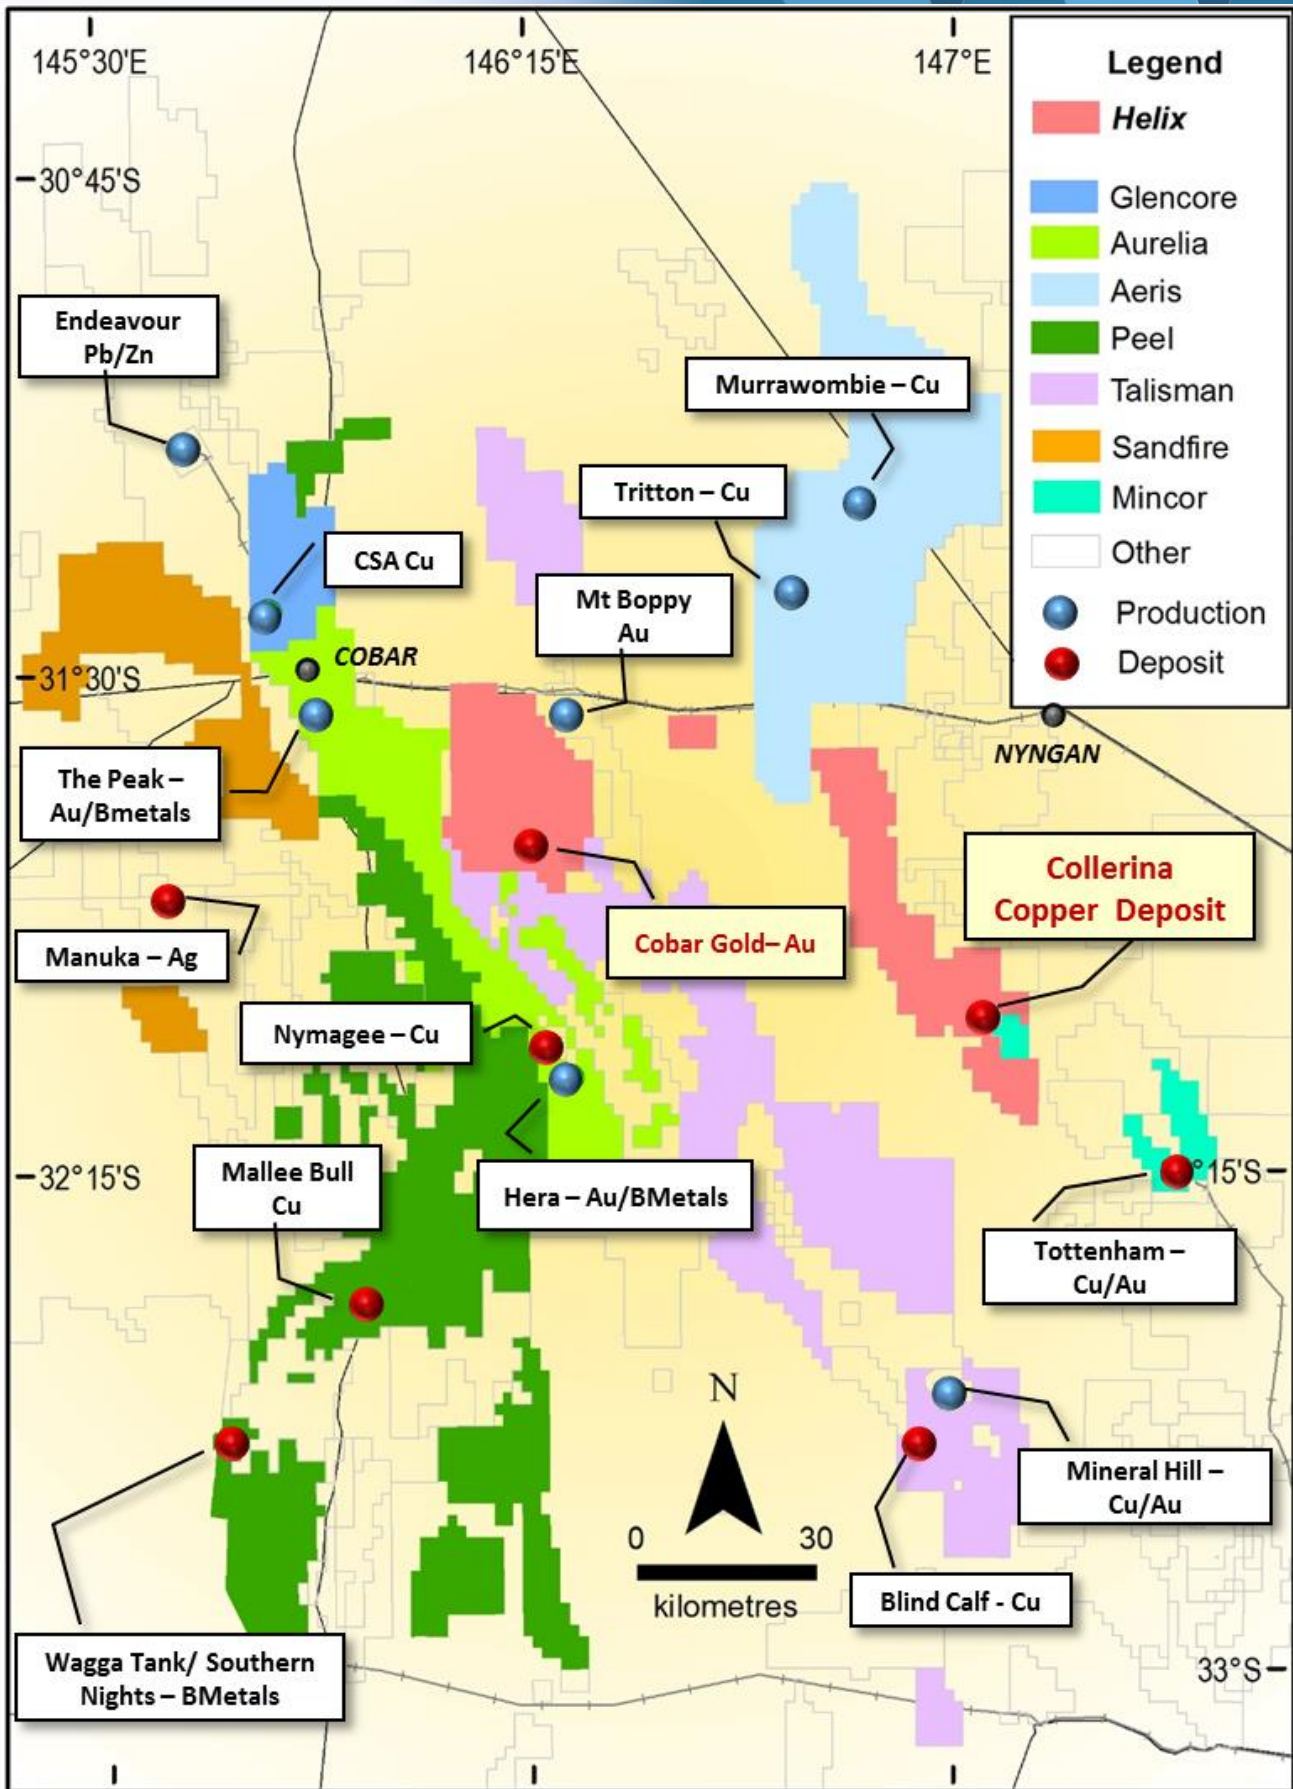 145°30'E
146°15'E
147°E
Legend
Helix
Glencore
Aurelia
Aeris
Peel
Talisman
Sandfire
Mincor
Other
Production
Deposit
30°45'S
Endeavour
Pb/Zn
Murrawombie – Cu
Tritton – Cu
CSA Cu
Mt Boppy
Au
COBAR
31°30'S
NYNGAN
The Peak –
Au/Bmetals
Collerina
Copper Deposit
Cobar Gold– Au
Manuka – Ag
Nymagee – Cu
Mallee Bull
Cu
32°15'S
Hera – Au/BMetals
°15'S
Tottenham –
Cu/Au
N
Mineral Hill –
Cu/Au
0 30
kilometres
Blind Calf - Cu
Wagga Tank/ Southern
Nights – BMetals
33°S